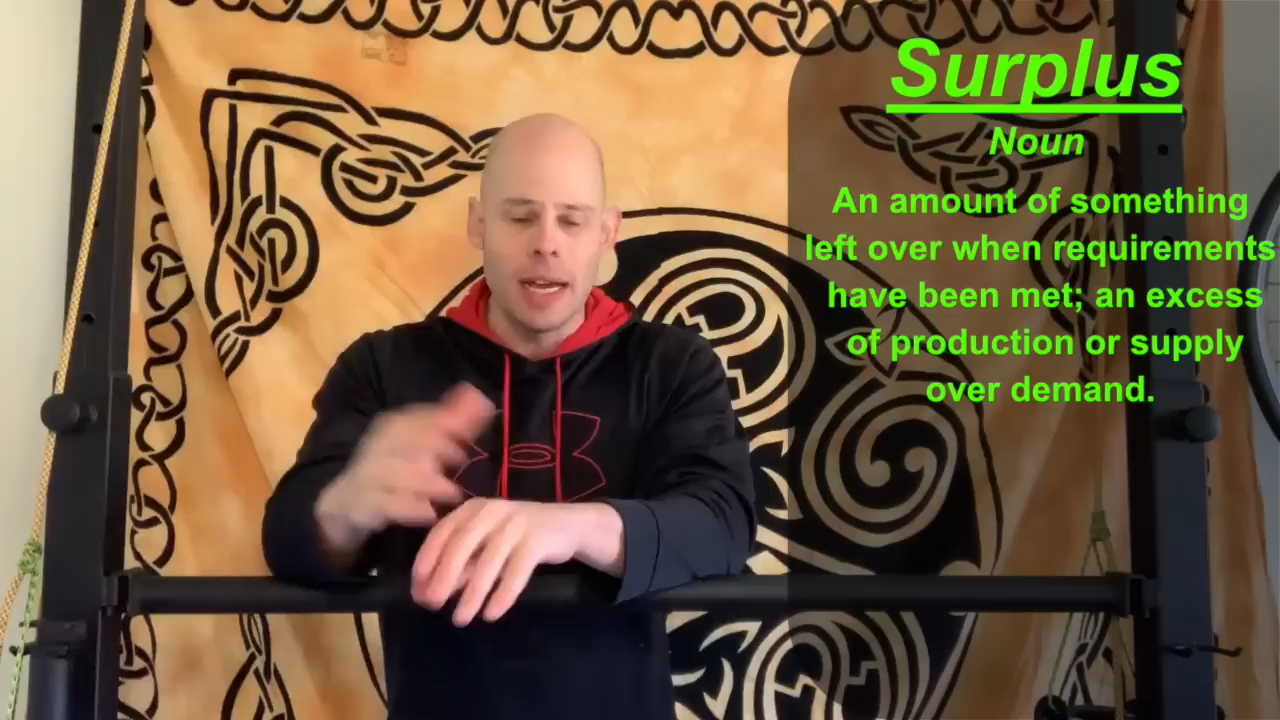 Surplus
Noun
An amount of something
left over when requirements
have been met; an excess
of production or supply
over demand.